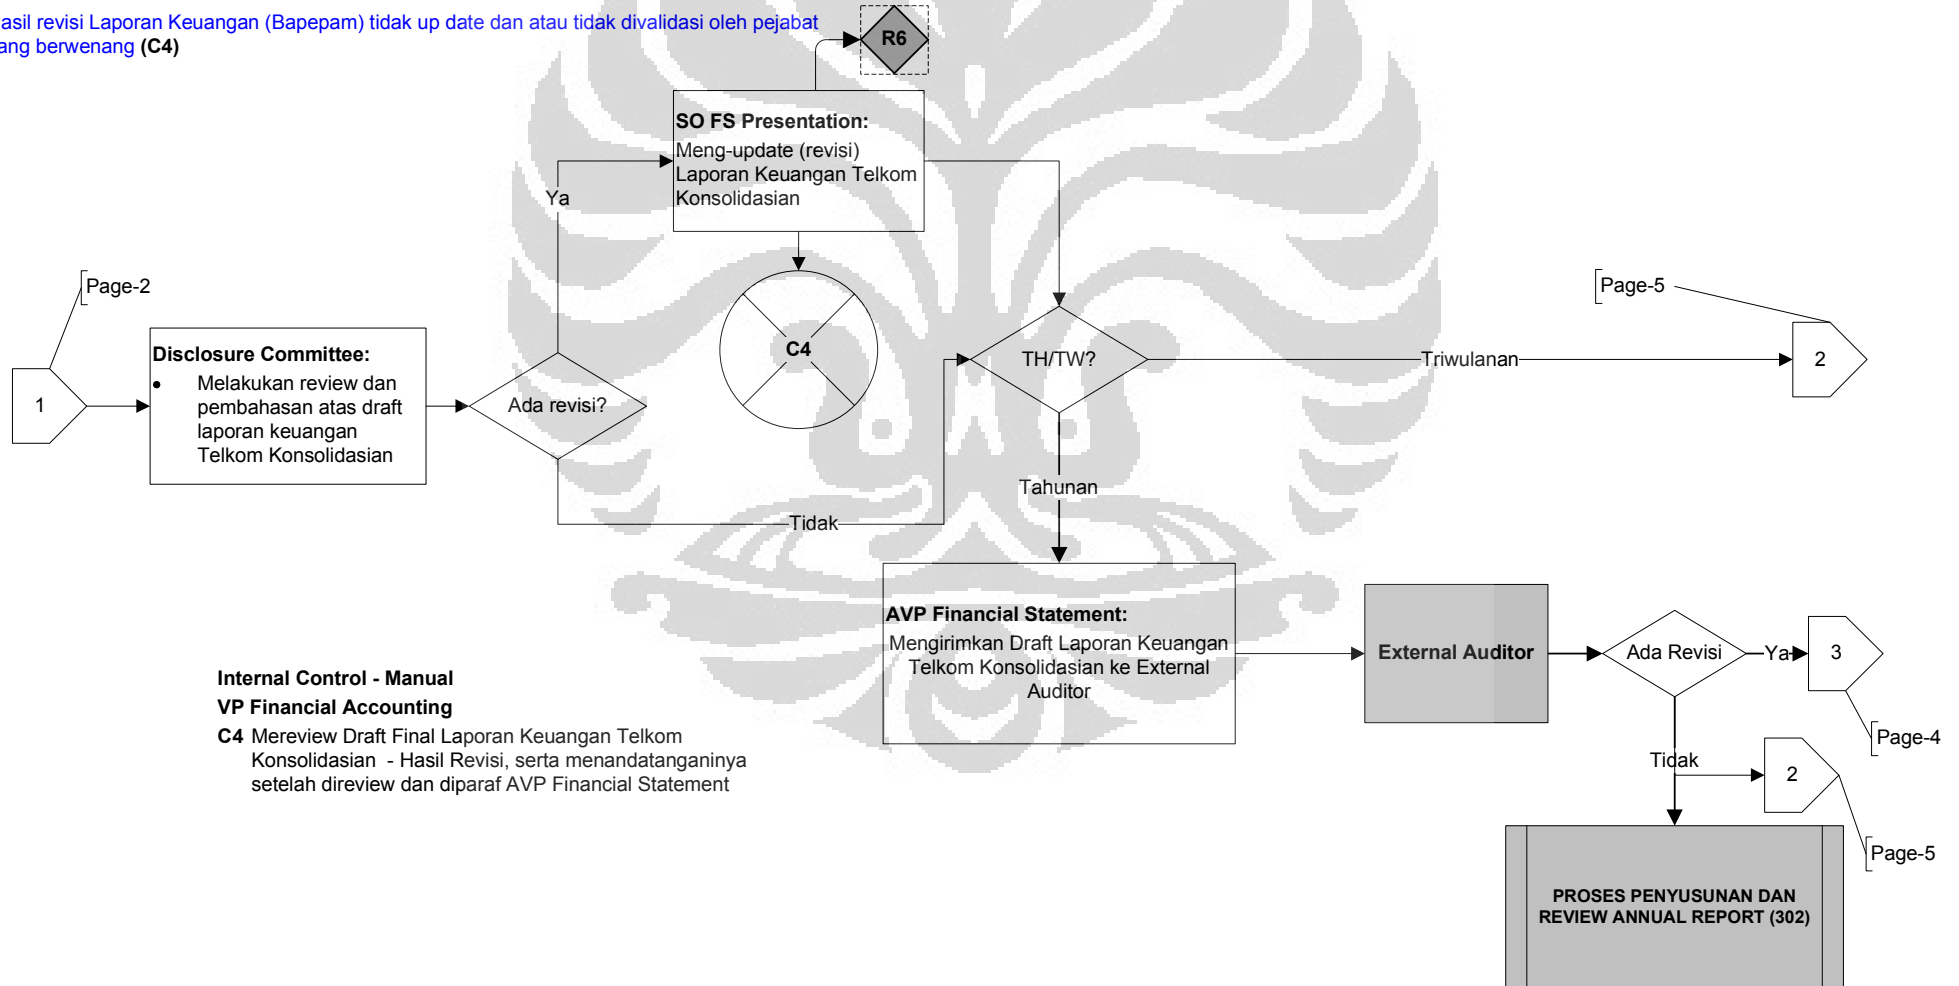 asil revisi Laporan Keuangan (Bapepam) tidak up date dan atau tidak divalidasi oleh pejabat
ang berwenang (C4)
R6
SO FS Presentation:
Meng-update (revisi)
Laporan Keuangan Telkom
Konsolidasian
Ya
Page-2
Page-5
Disclosure Committee:
• Melakukan review dan
pembahasan atas draft
laporan keuangan
Telkom Konsolidasian
1
Ada revisi?
C4
TH/TW?
Triwulanan
2
Tahunan
Tidak
AVP Financial Statement:
Mengirimkan Draft Laporan Keuangan
Telkom Konsolidasian ke External
Auditor
External Auditor
Ada Revisi
Ya
3
Page-4
Tidak
2
Page-5
Internal Control - Manual
VP Financial Accounting
C4 Mereview Draft Final Laporan Keuangan Telkom
Konsolidasian - Hasil Revisi, serta menandatanganinya
setelah direview dan diparaf AVP Financial Statement
PROSES PENYUSUNAN DAN
REVIEW ANNUAL REPORT (302)